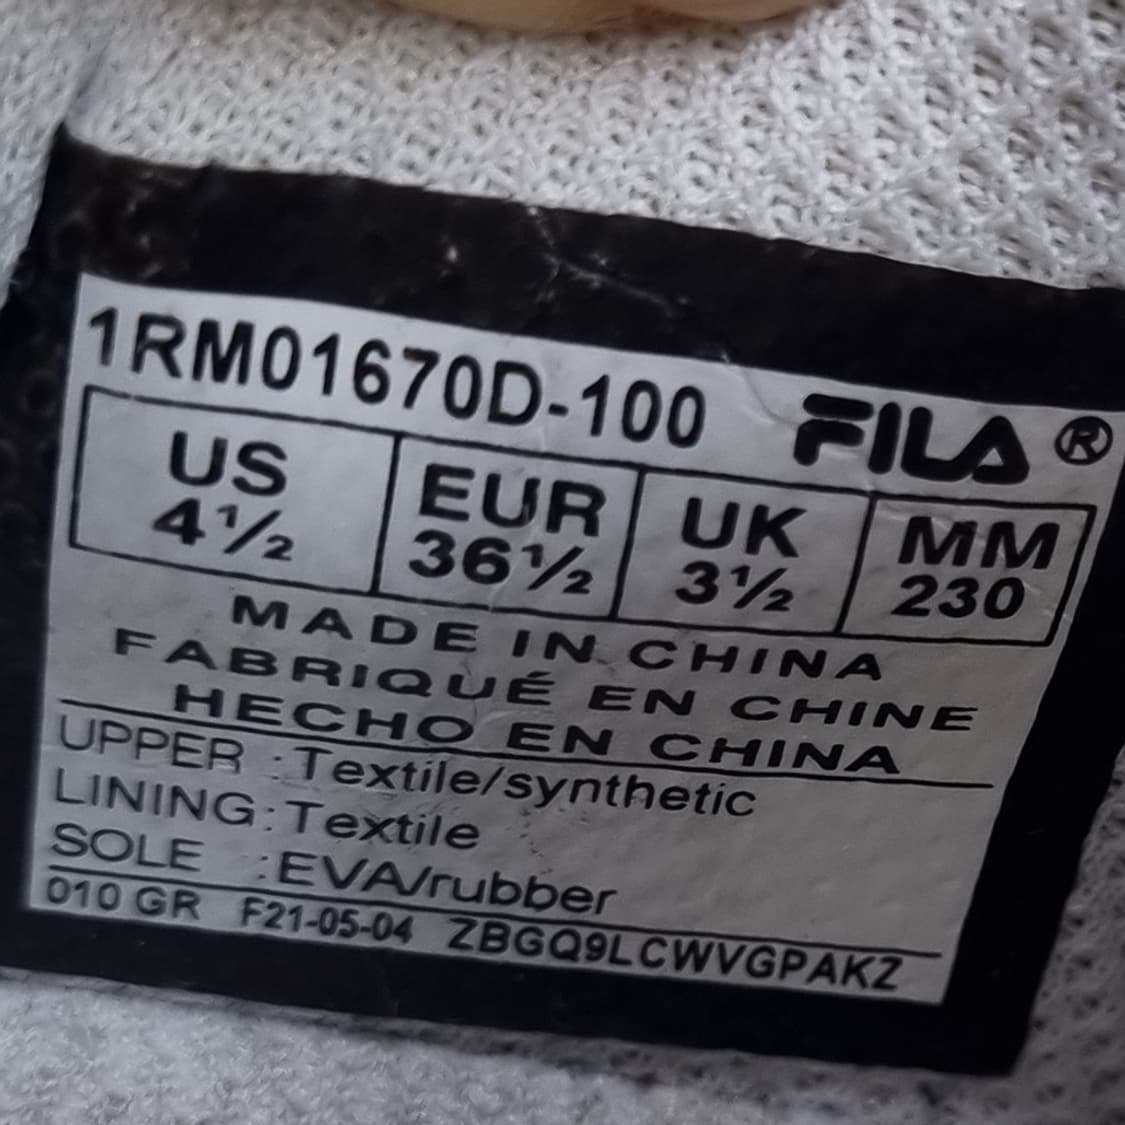 1RM01670D-100 FILA®
US EUR UK MM
4½ 36½ 3½ 230
MADE IN CHINA
FABRIQUÉ EN CHINE
HECHO EN CHINA
UPPER : Textile/synthetic
LINING: Textile
SOLE : EVA/rubber
010 GR F21-05-04 ZBGQ9LCWVGPAKZ